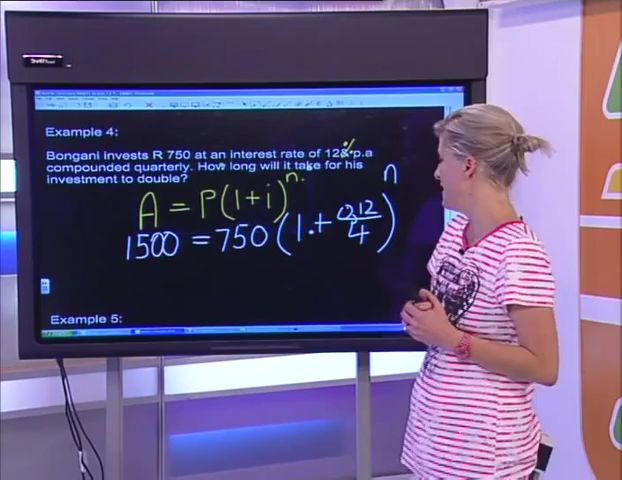 Example 4:
Bongani invests R 750 at an interest rate of 12% p.a
compounded quarterly. How long will it take for his
investment to double?
A = P(1+i)^n
1500 = 750(1 + 0,12/4)^n
Example 5: